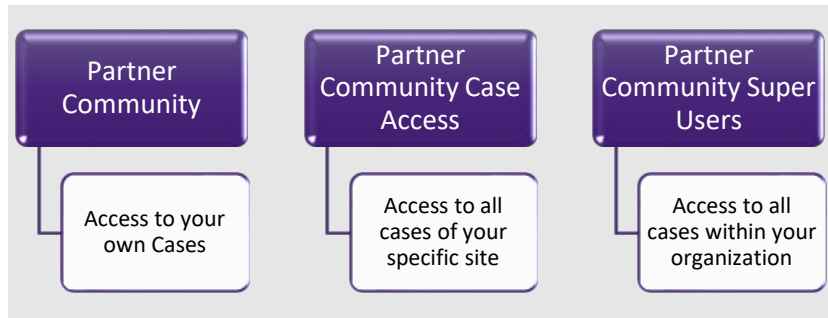 Partner
Community
Access to your
own Cases
Partner
Community Case
Access
Access to all
cases of your
specific site
Partner
Community Super
Users
Access to all
cases within your
organization